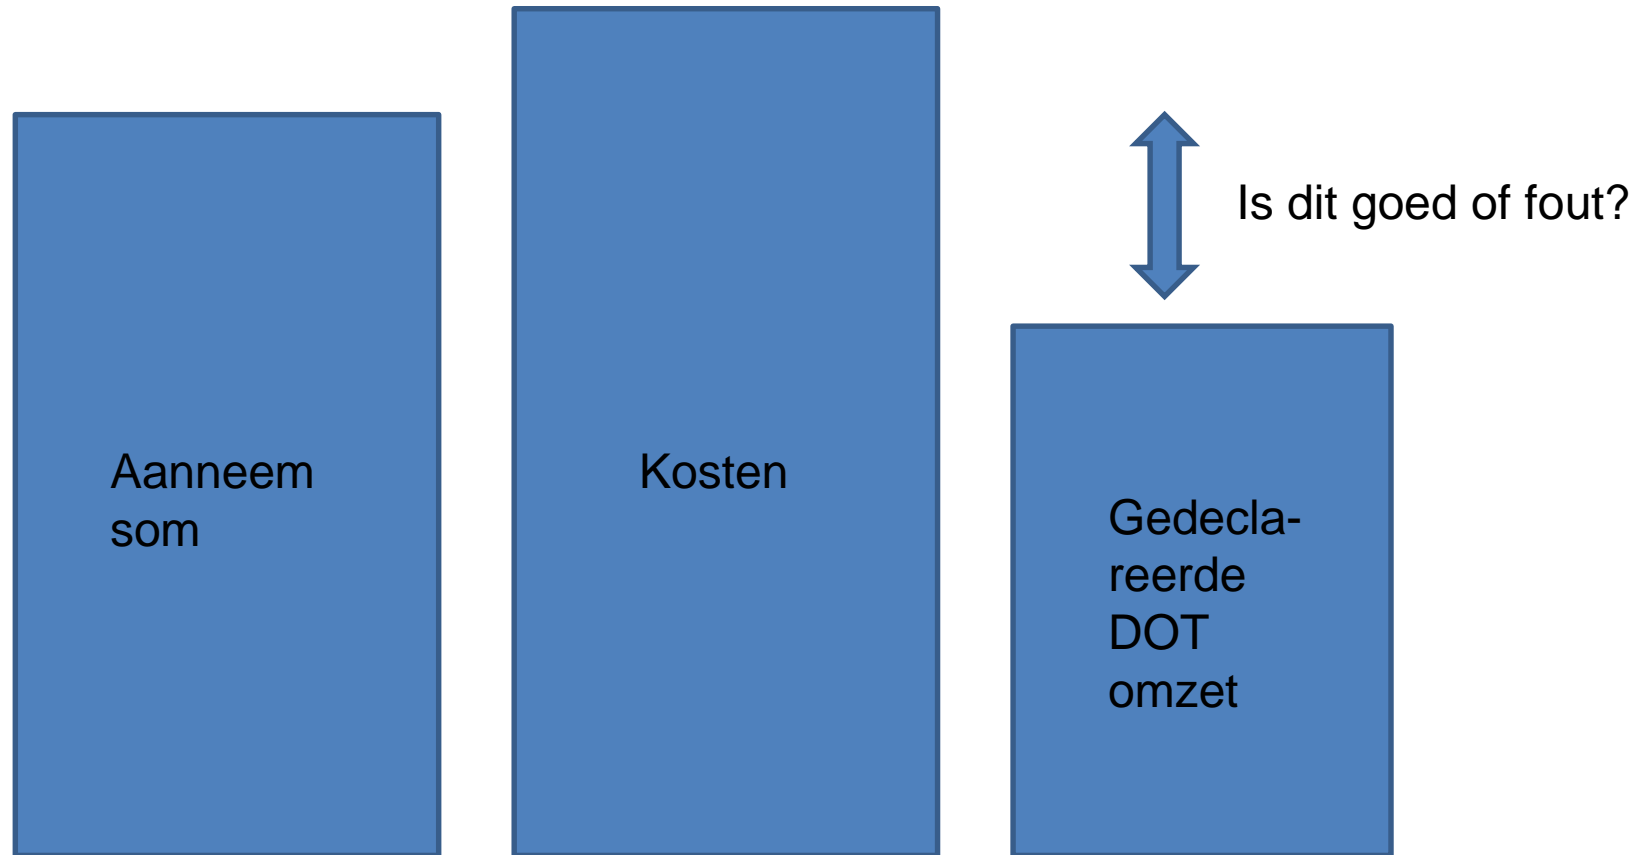 Aanneem
som
Kosten
Gedecla-
reerde
DOT
omzet
Is dit goed of fout?